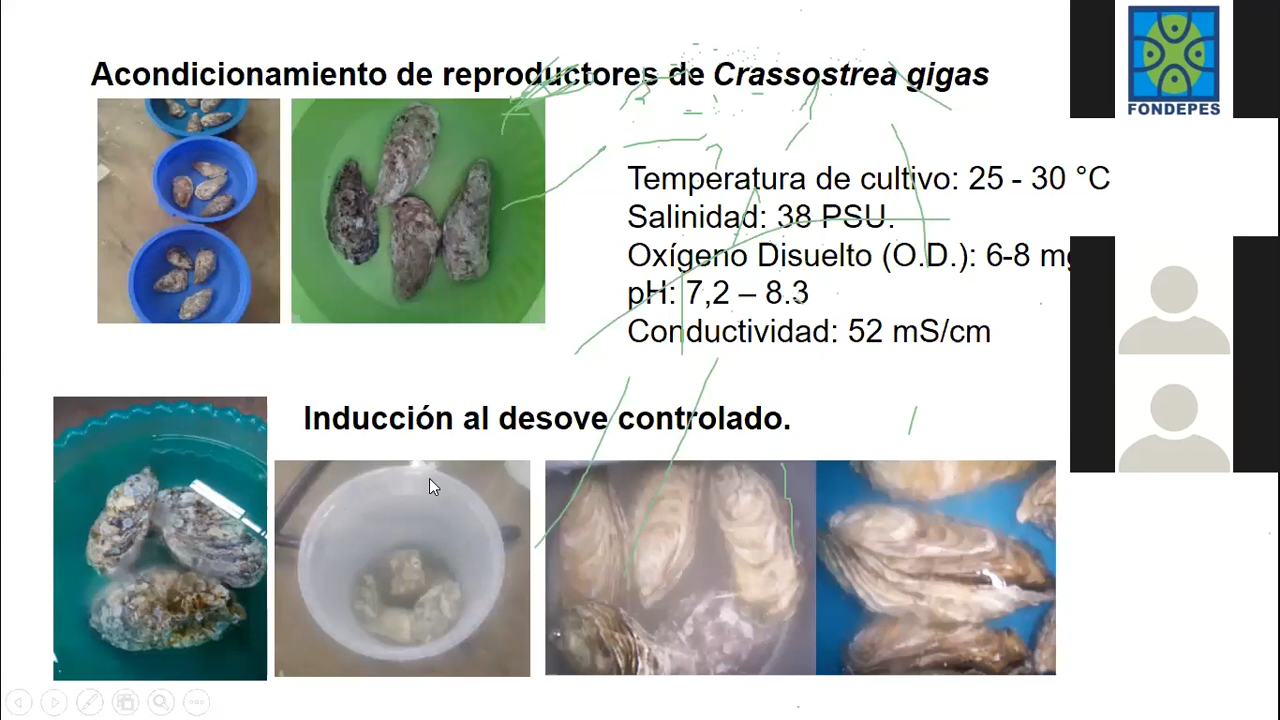 Acondicionamiento de reproductores de Crassostrea gigas
FONDEPES
Temperatura de cultivo: 25 - 30 °C
Salinidad: 38 PSU.
Oxígeno Disuelto (O.D.): 6-8 mg
pH: 7,2 – 8.3
Conductividad: 52 mS/cm
Inducción al desove controlado.